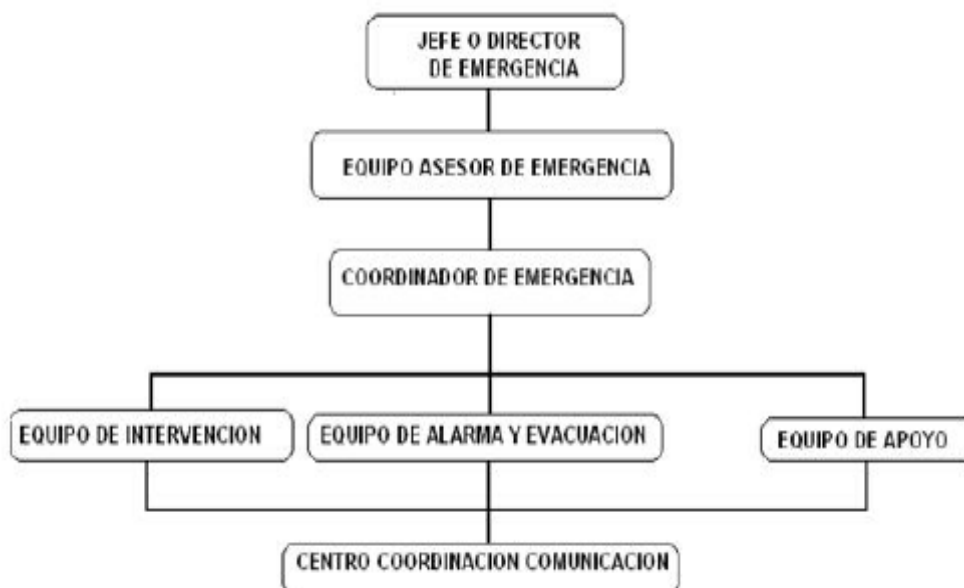 JEFE O DIRECTOR
DE EMERGENCIA
EQUIPO ASESOR DE EMERGENCIA
COORDINADOR DE EMERGENCIA
EQUIPO DE INTERVENCION
EQUIPO DE ALARMA Y EVACUACION
EQUIPO DE APOYO
CENTRO COORDINACION COMUNICACION